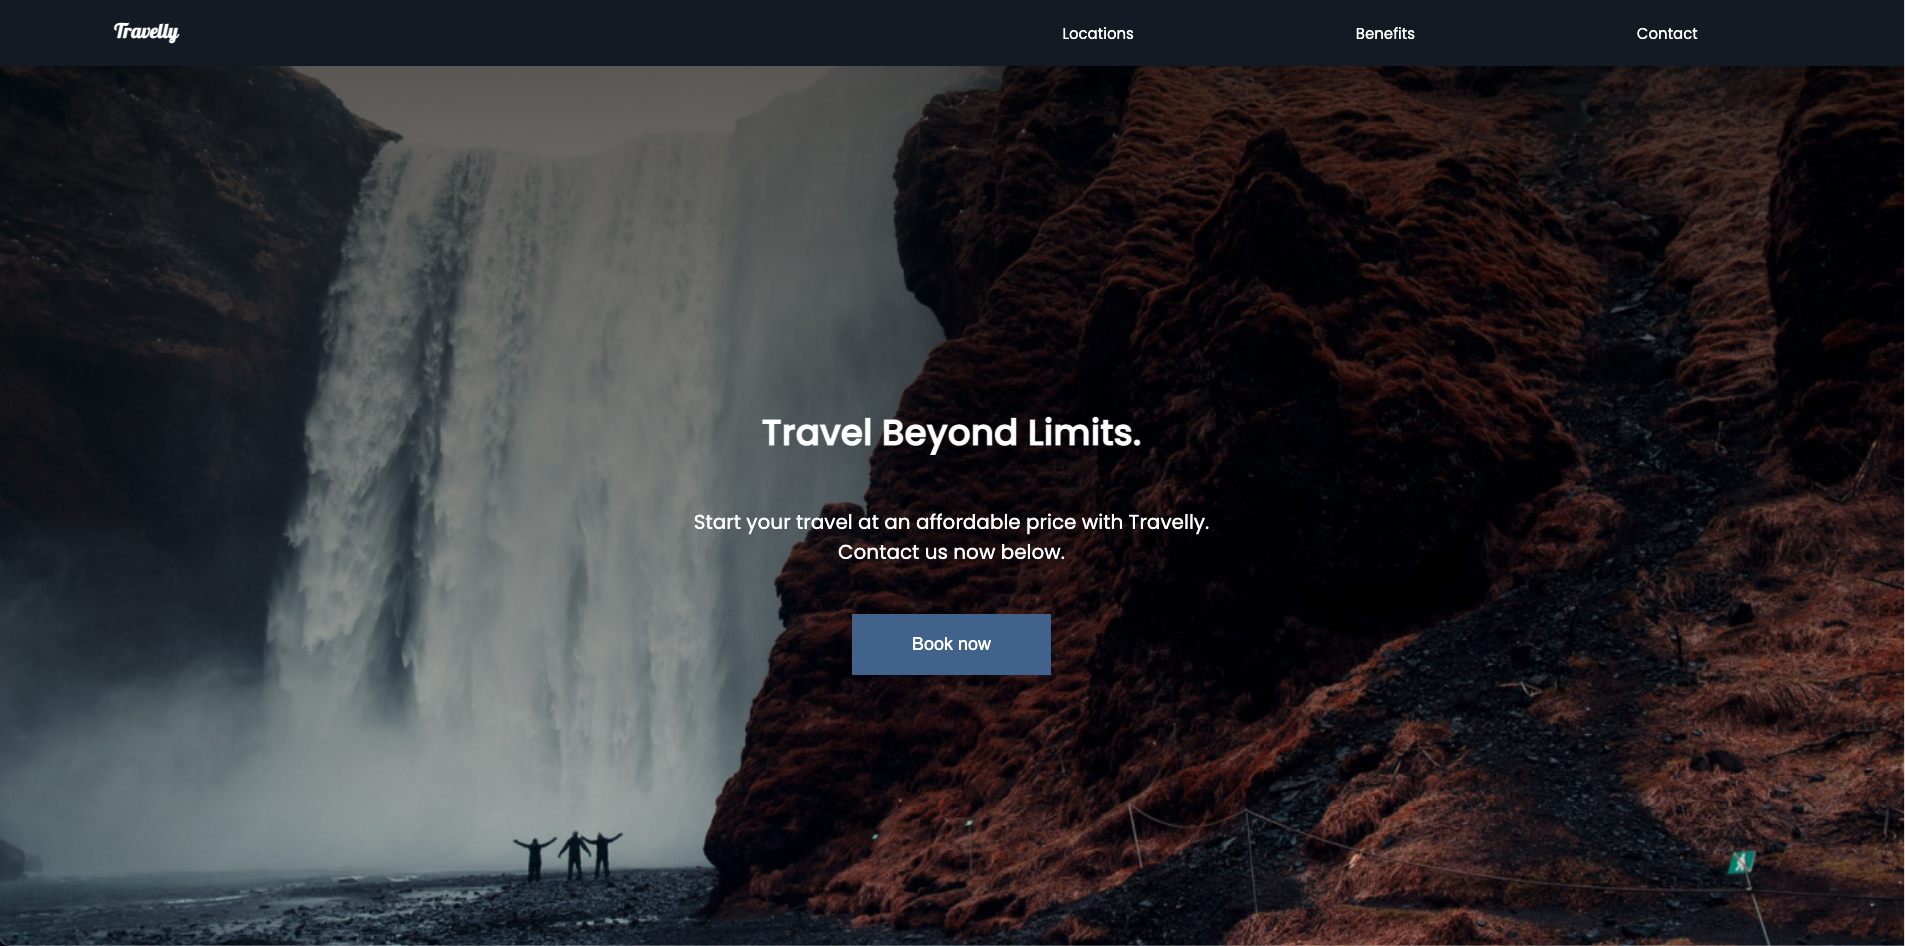 Travelly
Locations
Benefits
Contact
Travel Beyond Limits.
Start your travel at an affordable price with Travelly.
Contact us now below.
Book now